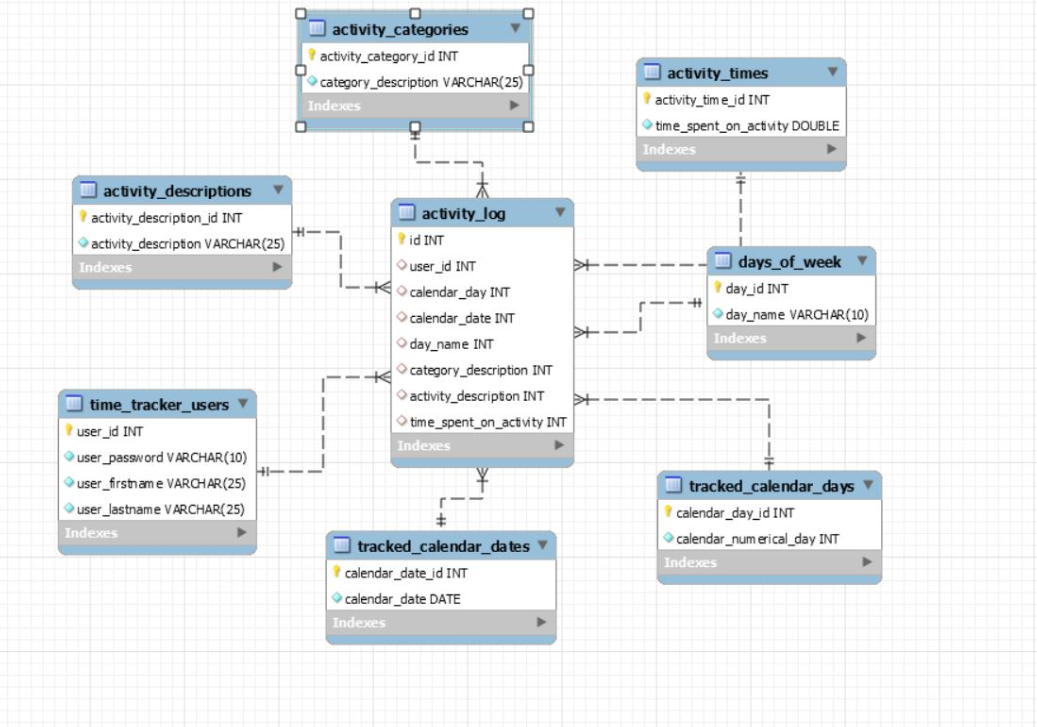 activity_categories
activity_category_id INT
category_description VARCHAR(25)
Indexes
activity_times
activity_time_id INT
time_spent_on_activity DOUBLE
Indexes
activity_descriptions
activity_description_id INT
activity_description VARCHAR(25)
Indexes
activity_log
id INT
user_id INT
calendar_day INT
calendar_date INT
day_name INT
category_description INT
activity_description INT
time_spent_on_activity INT
Indexes
days_of_week
day_id INT
day_name VARCHAR(10)
Indexes
time_tracker_users
user_id INT
user_password VARCHAR(10)
user_firstname VARCHAR(25)
user_lastname VARCHAR(25)
Indexes
tracked_calendar_days
calendar_day_id INT
calendar_numerical_day INT
Indexes
tracked_calendar_dates
calendar_date_id INT
calendar_date DATE
Indexes